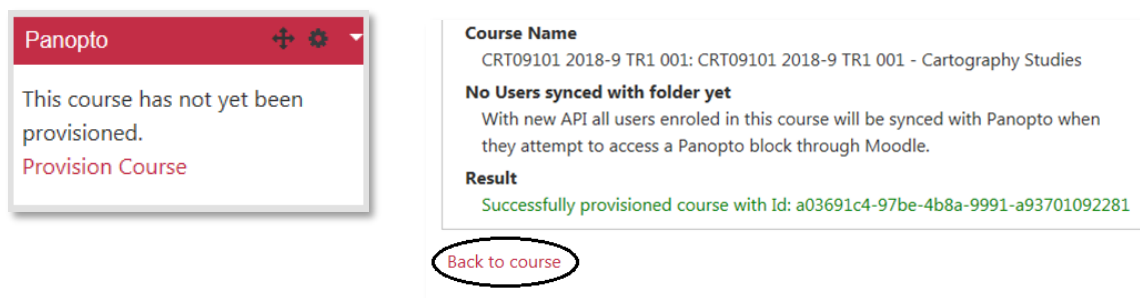 Panopto
This course has not yet been
provisioned.
Provision Course
Course Name
CRT09101 2018-9 TR1 001: CRT09101 2018-9 TR1 001 - Cartography Studies
No Users synced with folder yet
With new API all users enroled in this course will be synced with Panopto when
they attempt to access a Panopto block through Moodle.
Result
Successfully provisioned course with Id: a03691c4-97be-4b8a-9991-a93701092281
Back to course